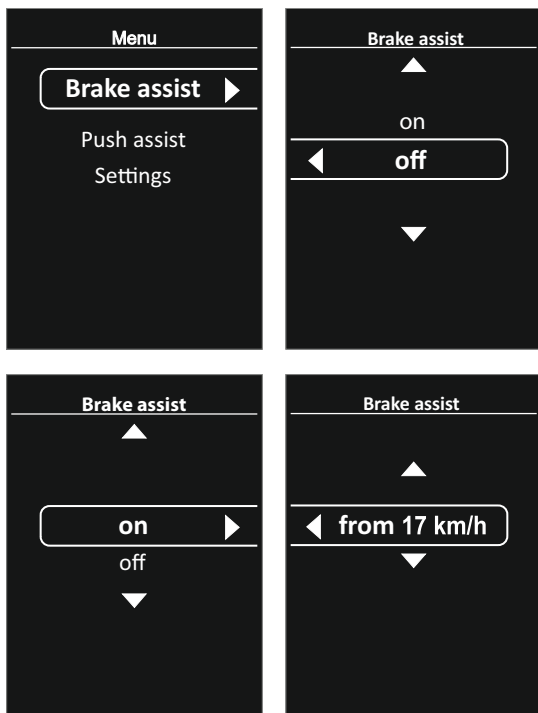 Menu
Brake assist
Push assist
Settings
Brake assist
on
off
Brake assist
on
off
Brake assist
from 17 km/h